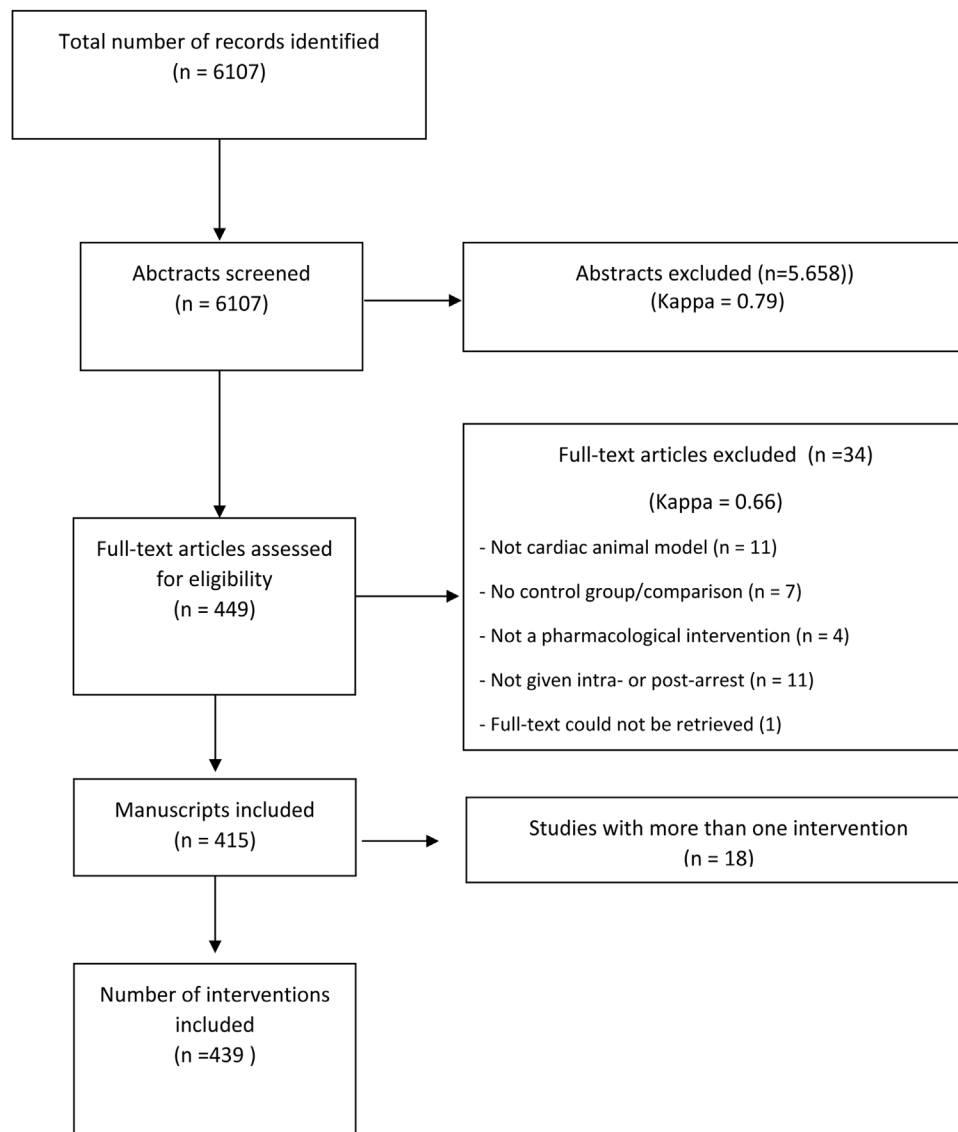 Total number of records identified
(n = 6107)
Abctracts screened
(n = 6107)
Abstracts excluded (n=5.658))
(Kappa = 0.79)
Full-text articles excluded  (n =34)
(Kappa = 0.66)
- Not cardiac animal model (n = 11)
- No control group/comparison (n = 7)
- Not a pharmacological intervention (n = 4)
- Not given intra- or post-arrest (n = 11)
- Full-text could not be retrieved (1)
Full-text articles assessed
for eligibility
(n = 449)
Manuscripts included
(n = 415)
Studies with more than one intervention
(n = 18)
Number of interventions
included
(n =439 )